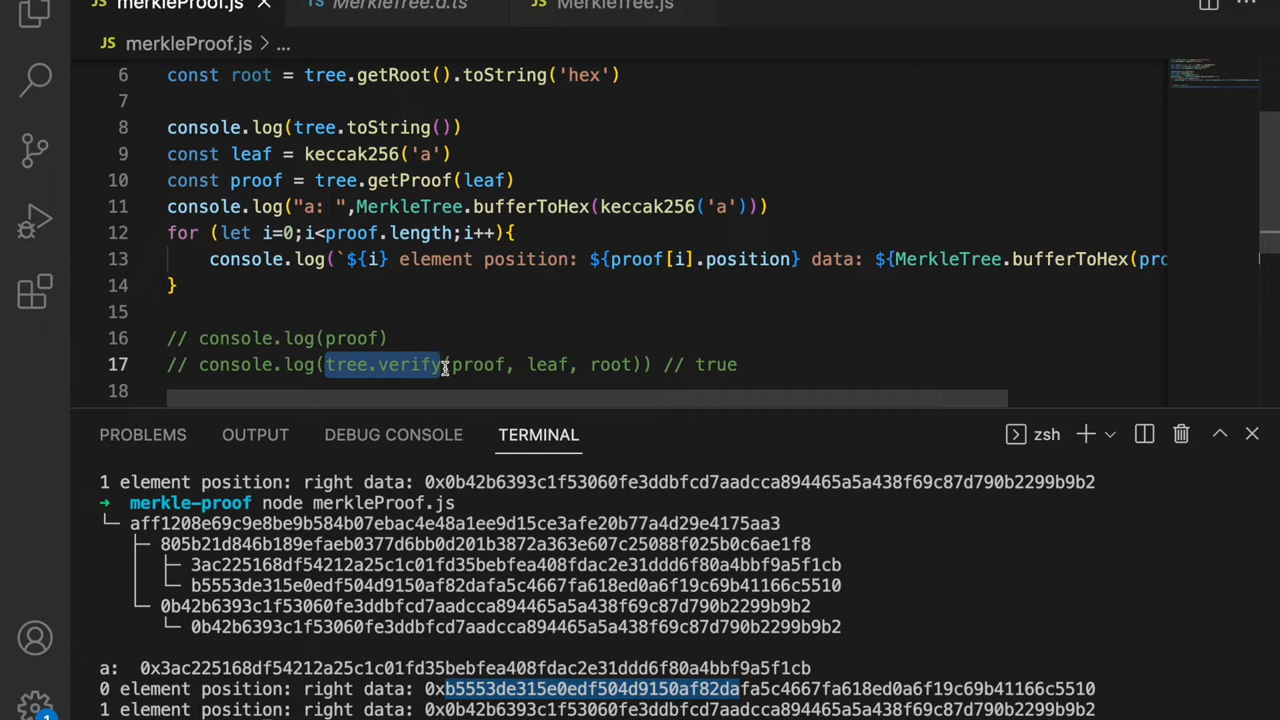 JS merkleProof.js × TS MerkleTree.d.ts JS MerkleTree.js
JS merkleProof.js > ...
6 const root = tree.getRoot().toString('hex')
7
8 console.log(tree.toString())
9 const leaf = keccak256('a')
10 const proof = tree.getProof(leaf)
11 console.log("a: ",MerkleTree.bufferToHex(keccak256('a')))
12 for (let i=0;i<proof.length;i++){
13 console.log(`${i} element position: ${proof[i].position} data: ${MerkleTree.bufferToHex(pro
14 }
15
16 // console.log(proof)
17 // console.log(tree.verify(proof, leaf, root)) // true
18
PROBLEMS OUTPUT DEBUG CONSOLE TERMINAL zsh
1 element position: right data: 0x0b42b6393c1f53060fe3ddbfcd7aadcca894465a5a438f69c87d790b2299b9b2
➜ merkle-proof node merkleProof.js
└─ aff1208e69c9e8be9b584b07ebac4e48a1ee9d15ce3afe20b77a4d29e4175aa3
├─ 805b21d846b189efaeb0377d6bb0d201b3872a363e607c25088f025b0c6ae1f8
├─ 3ac225168df54212a25c1c01fd35bebfea408fdac2e31ddd6f80a4bbf9a5f1cb
└─ b5553de315e0edf504d9150af82dafa5c4667fa618ed0a6f19c69b41166c5510
└─ 0b42b6393c1f53060fe3ddbfcd7aadcca894465a5a438f69c87d790b2299b9b2
└─ 0b42b6393c1f53060fe3ddbfcd7aadcca894465a5a438f69c87d790b2299b9b2
a: 0x3ac225168df54212a25c1c01fd35bebfea408fdac2e31ddd6f80a4bbf9a5f1cb
0 element position: right data: 0xb5553de315e0edf504d9150af82dafa5c4667fa618ed0a6f19c69b41166c5510
1 element position: right data: 0x0b42b6393c1f53060fe3ddbfcd7aadcca894465a5a438f69c87d790b2299b9b2
1